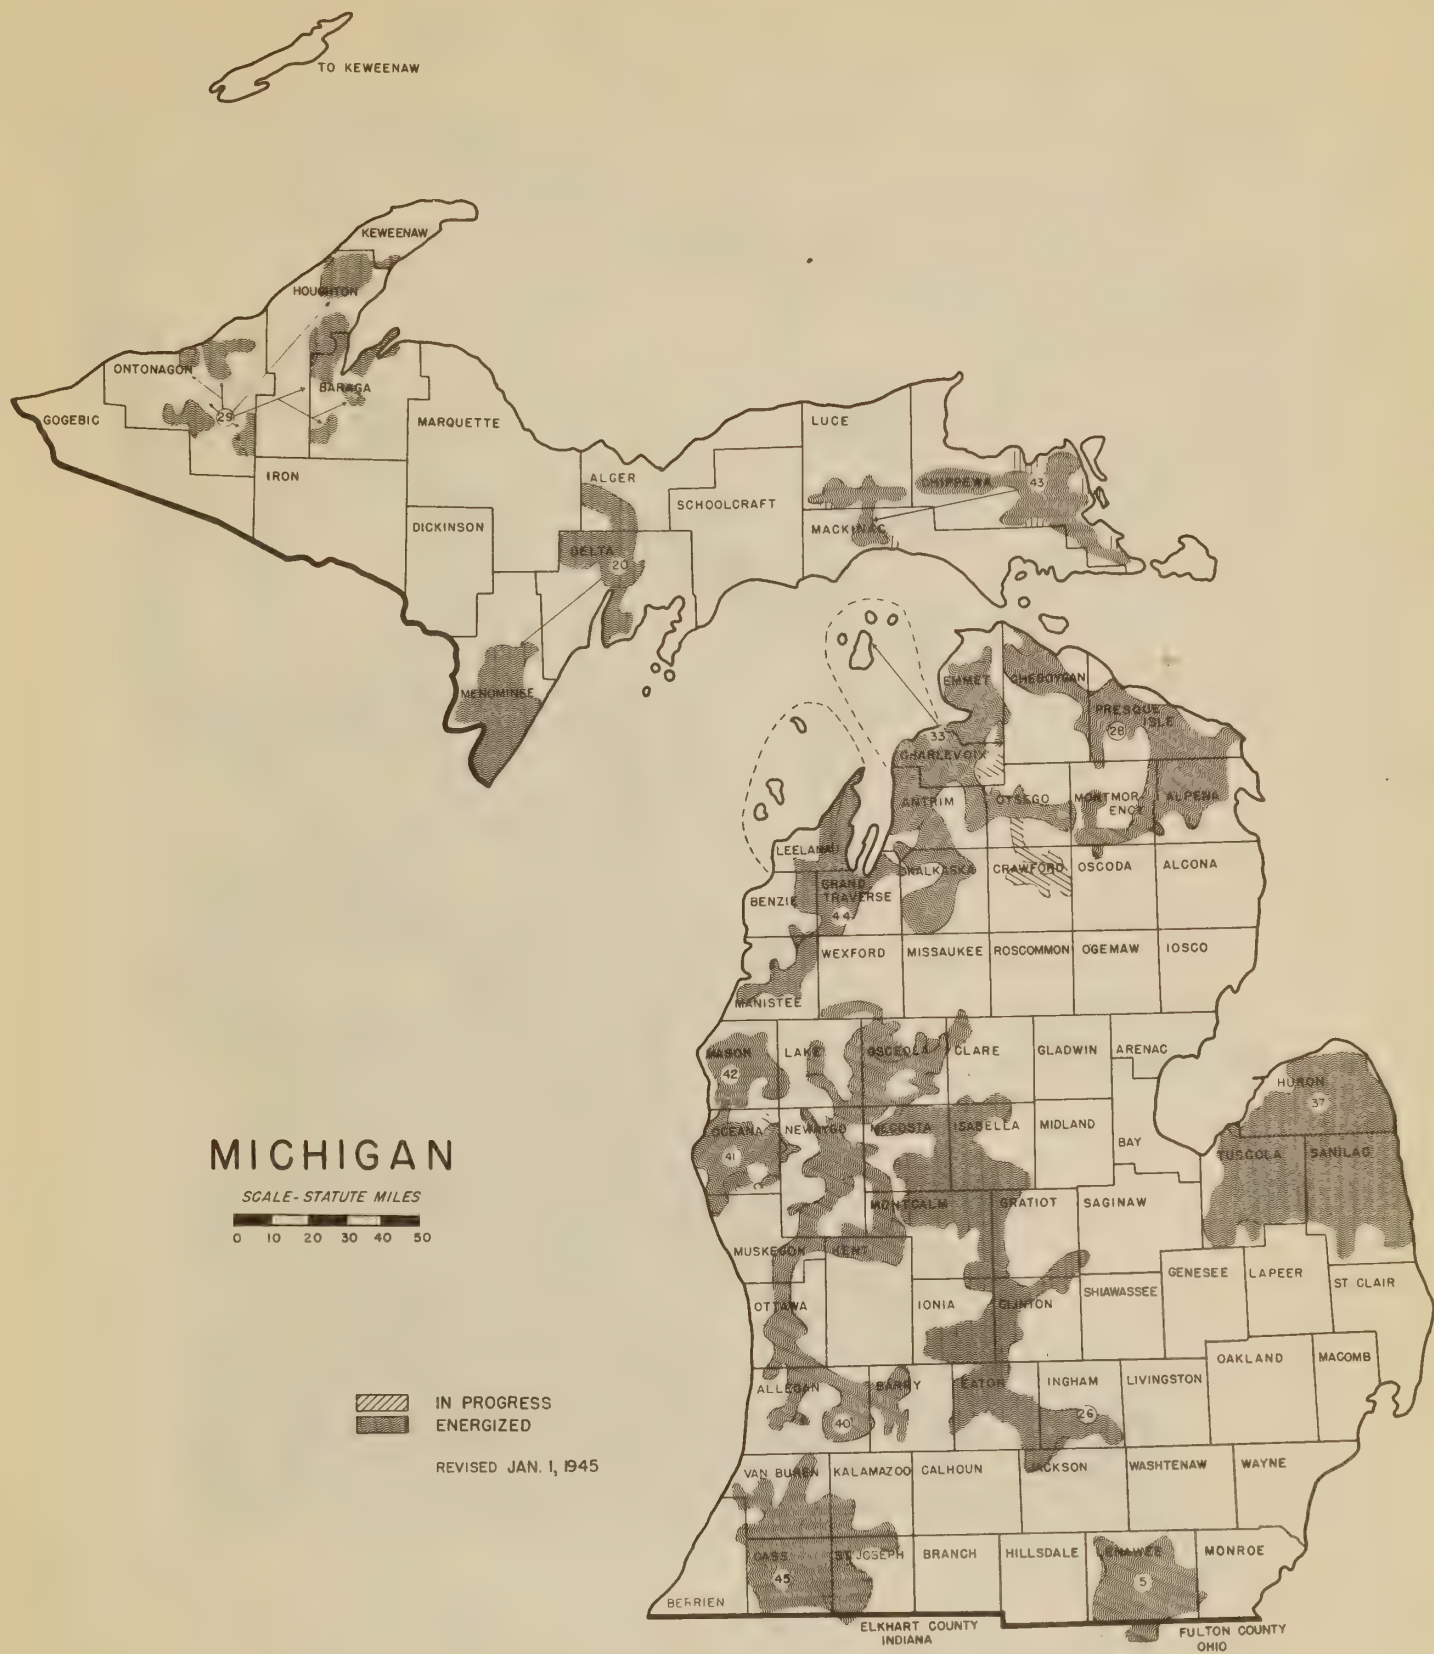 TO KEWEENAW
KEWEENAW
HOUGHTON
ONTONAGON
BARAGA
29
GOGEBIC
MARQUETTE
LUCE
IRON
ALGER
CHIPPEWA
43
SCHOOLCRAFT
DICKINSON
MACKINAC
DELTA
20
MENOMINEE
EMMET
CHEBOYGAN
PRESQUE
ISLE
28
33
CHARLEVOIX
ANTRIM
OTSEGO
MONTMOR-
ENCY
ALPENA
LEELANAU
KALKASKA
CRAWFORD
OSCODA
ALCONA
GRAND
TRAVERSE
BENZIE
44
WEXFORD
MISSAUKEE
ROSCOMMON
OGEMAW
IOSCO
MANISTEE
MASON
42
LAKE
OSCEOLA
CLARE
GLADWIN
ARENAC
HURON
37
OCEANA
41
NEWAYGO
MECOSTA
ISABELLA
MIDLAND
BAY
TUSCOLA
SANILAC
MICHIGAN
SCALE - STATUTE MILES
0 10 20 30 40 50
MONTCALM
GRATIOT
SAGINAW
MUSKEGON
KENT
GENESEE
LAPEER
ST CLAIR
OTTAWA
IONIA
CLINTON
SHIAWASSEE
OAKLAND
MACOMB
ALLEGAN
BARRY
EATON
INGHAM
LIVINGSTON
40
26
IN PROGRESS
ENERGIZED
REVISED JAN. 1, 1945
VAN BUREN
KALAMAZOO
CALHOUN
JACKSON
WASHTENAW
WAYNE
CASS
45
ST. JOSEPH
BRANCH
HILLSDALE
LENAWEE
5
MONROE
BERRIEN
ELKHART COUNTY
INDIANA
FULTON COUNTY
OHIO